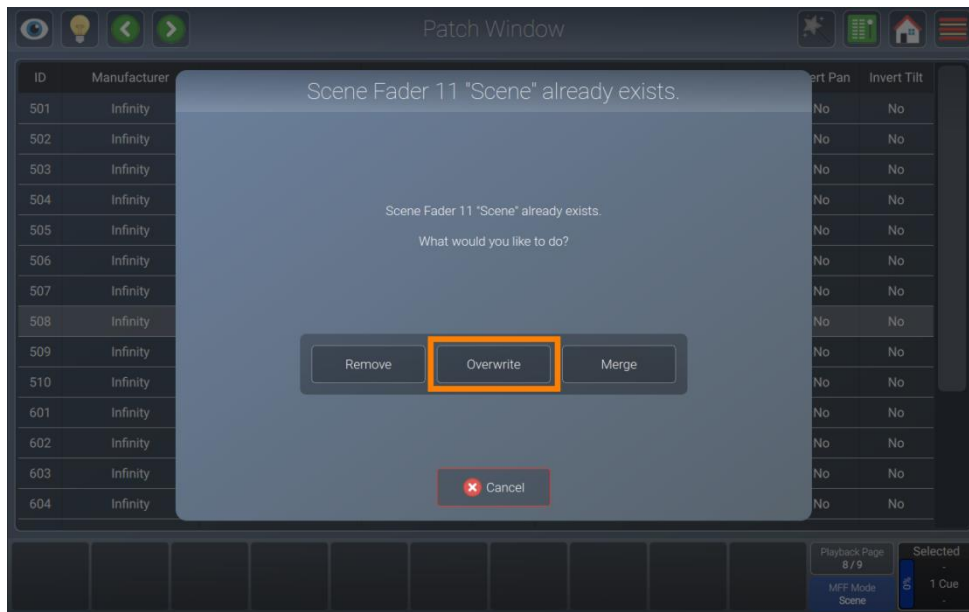 Patch Window
ID Manufacturer ert Pan Invert Tilt
Scene Fader 11 "Scene" already exists.
501 Infinity No No
502 Infinity No No
503 Infinity No No
504 Infinity No No
Scene Fader 11 "Scene" already exists.
505 Infinity No No
What would you like to do?
506 Infinity No No
507 Infinity No No
508 Infinity No No
509 Infinity No No
Remove Overwrite Merge
510 Infinity No No
601 Infinity No No
602 Infinity No No
603 Infinity No No
Cancel
604 Infinity No No
Playback Page
8/9
MFF Mode
Scene
Selected
-
0%
1 Cue
-